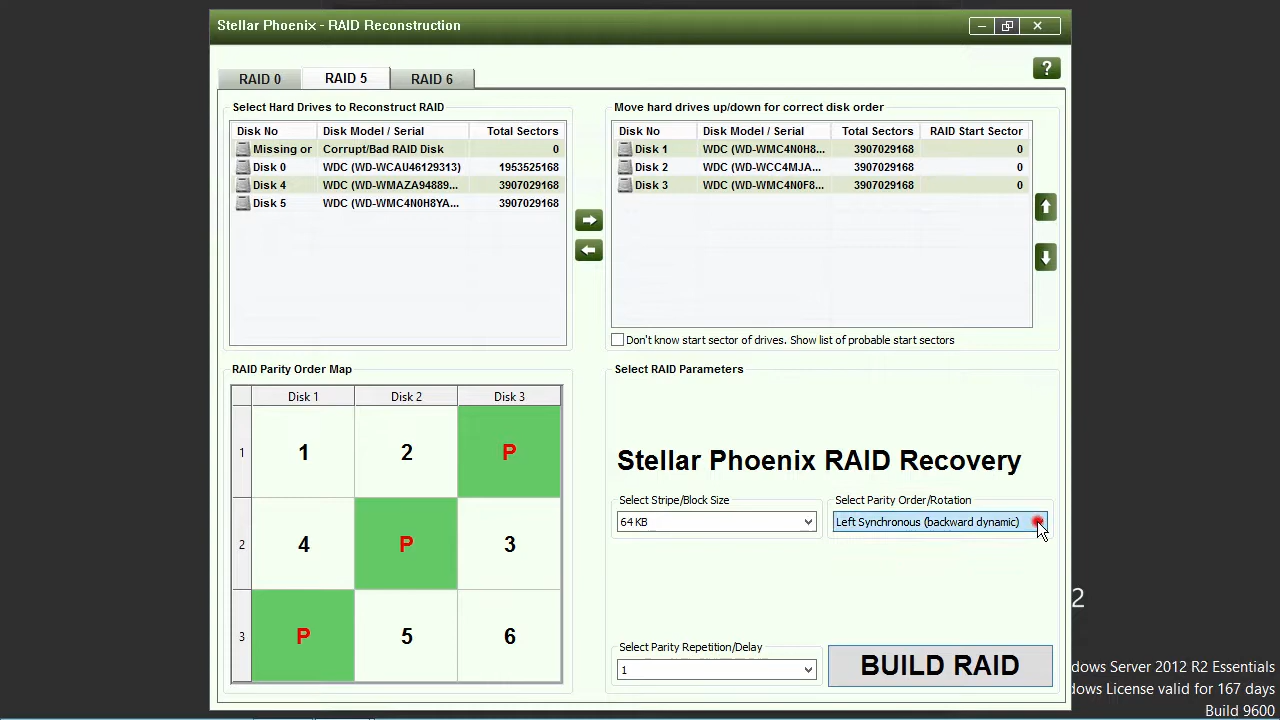 Stellar Phoenix - RAID Reconstruction
RAID 0
RAID 5
RAID 6
?
Select Hard Drives to Reconstruct RAID
Disk No Disk Model / Serial Total Sectors
Missing or Corrupt/Bad RAID Disk 0
Disk 0 WDC (WD-WCAU46129313) 1953525168
Disk 4 WDC (WD-WMAZA94889... 3907029168
Disk 5 WDC (WD-WMC4N0H8YA... 3907029168
Move hard drives up/down for correct disk order
Disk No Disk Model / Serial Total Sectors RAID Start Sector
Disk 1 WDC (WD-WMC4N0H8... 3907029168 0
Disk 2 WDC (WD-WCC4MJA... 3907029168 0
Disk 3 WDC (WD-WMC4N0F8... 3907029168 0
Don't know start sector of drives. Show list of probable start sectors
RAID Parity Order Map
Disk 1 Disk 2 Disk 3
1 1 2 P
2 4 P 3
3 P 5 6
Select RAID Parameters
Stellar Phoenix RAID Recovery
Select Stripe/Block Size
64 KB
Select Parity Order/Rotation
Left Synchronous (backward dynamic)
Select Parity Repetition/Delay
1
BUILD RAID
2
dows Server 2012 R2 Essentials
dows License valid for 167 days
Build 9600